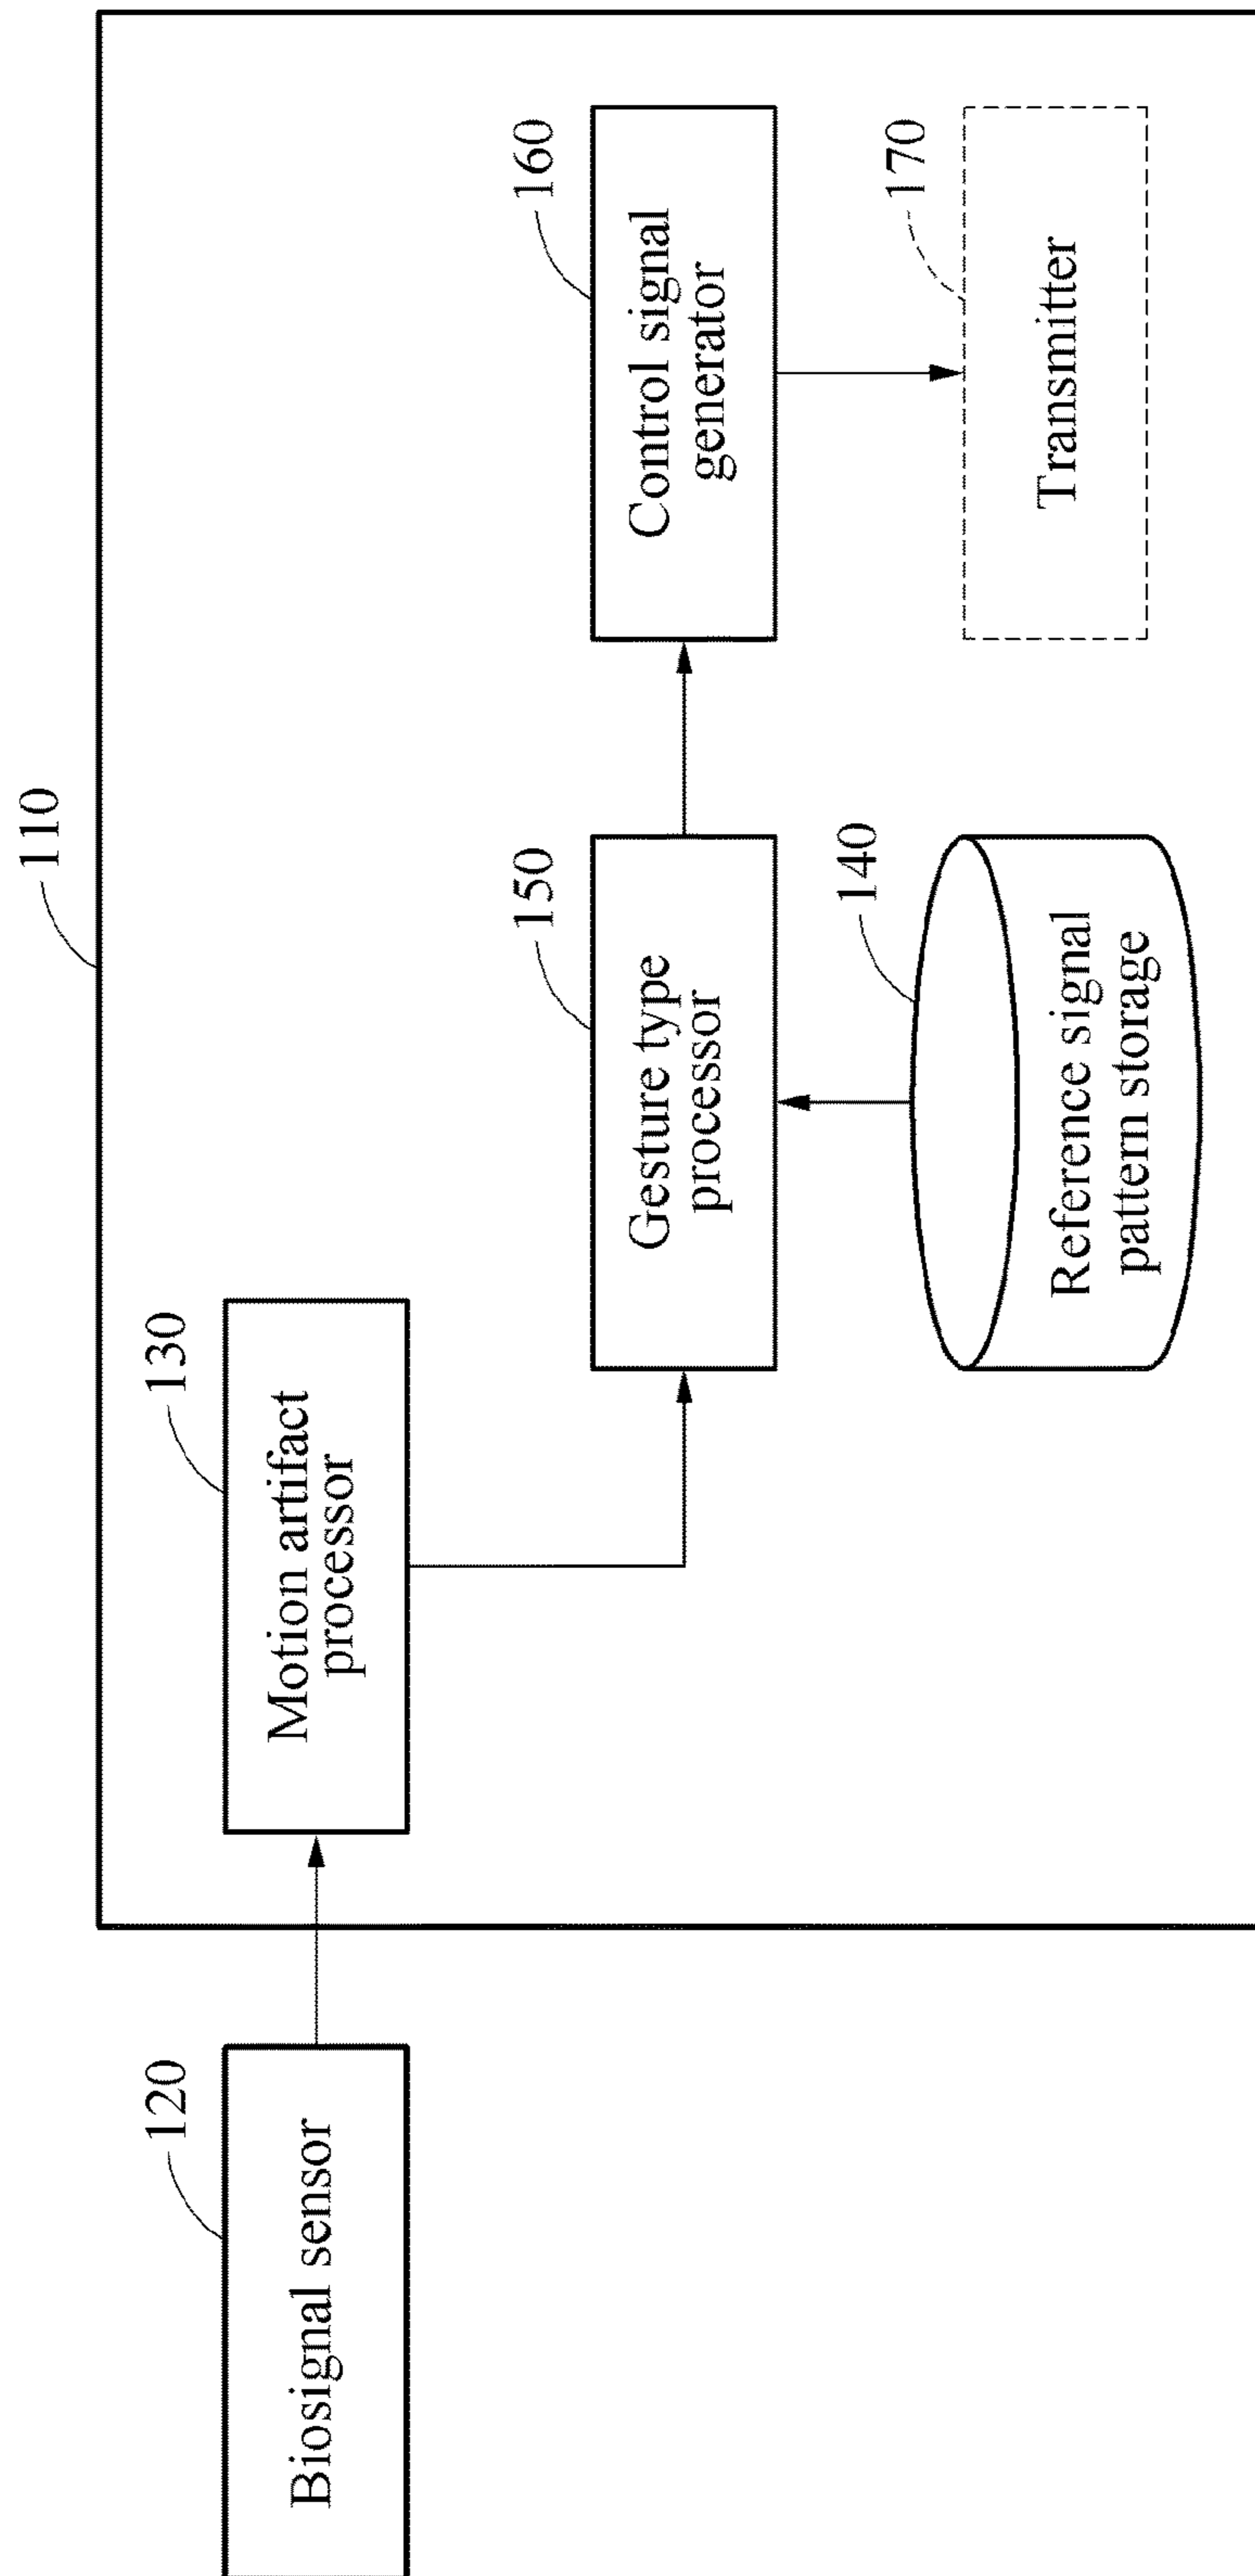 110
120
Biosignal sensor
130
Motion artifact
processor
150
Gesture type
processor
160
Control signal
generator
140
Reference signal
pattern storage
170
Transmitter